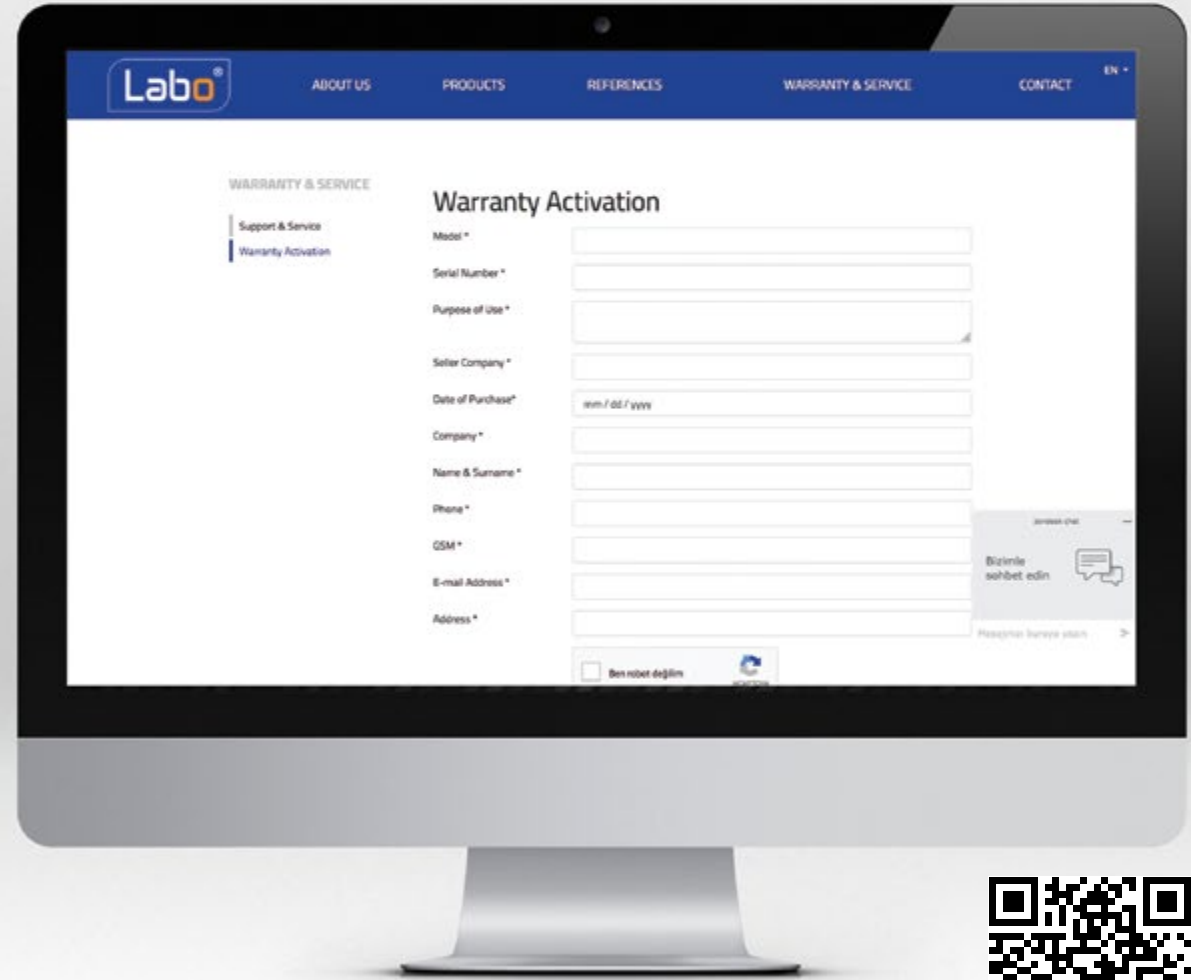 Labo®
ABOUT US
PRODUCTS
REFERENCES
WARRANTY & SERVICE
CONTACT
EN
WARRANTY & SERVICE
Support & Service
Warranty Activation
Warranty Activation
Model *
Serial Number *
Purpose of Use *
Seller Company *
Date of Purchase*
mm / dd / yyyy
Company *
Name & Surname *
Phone *
GSM *
E-mail Address *
Address *
Bizimle
sohbet edin
Ben robot değilim